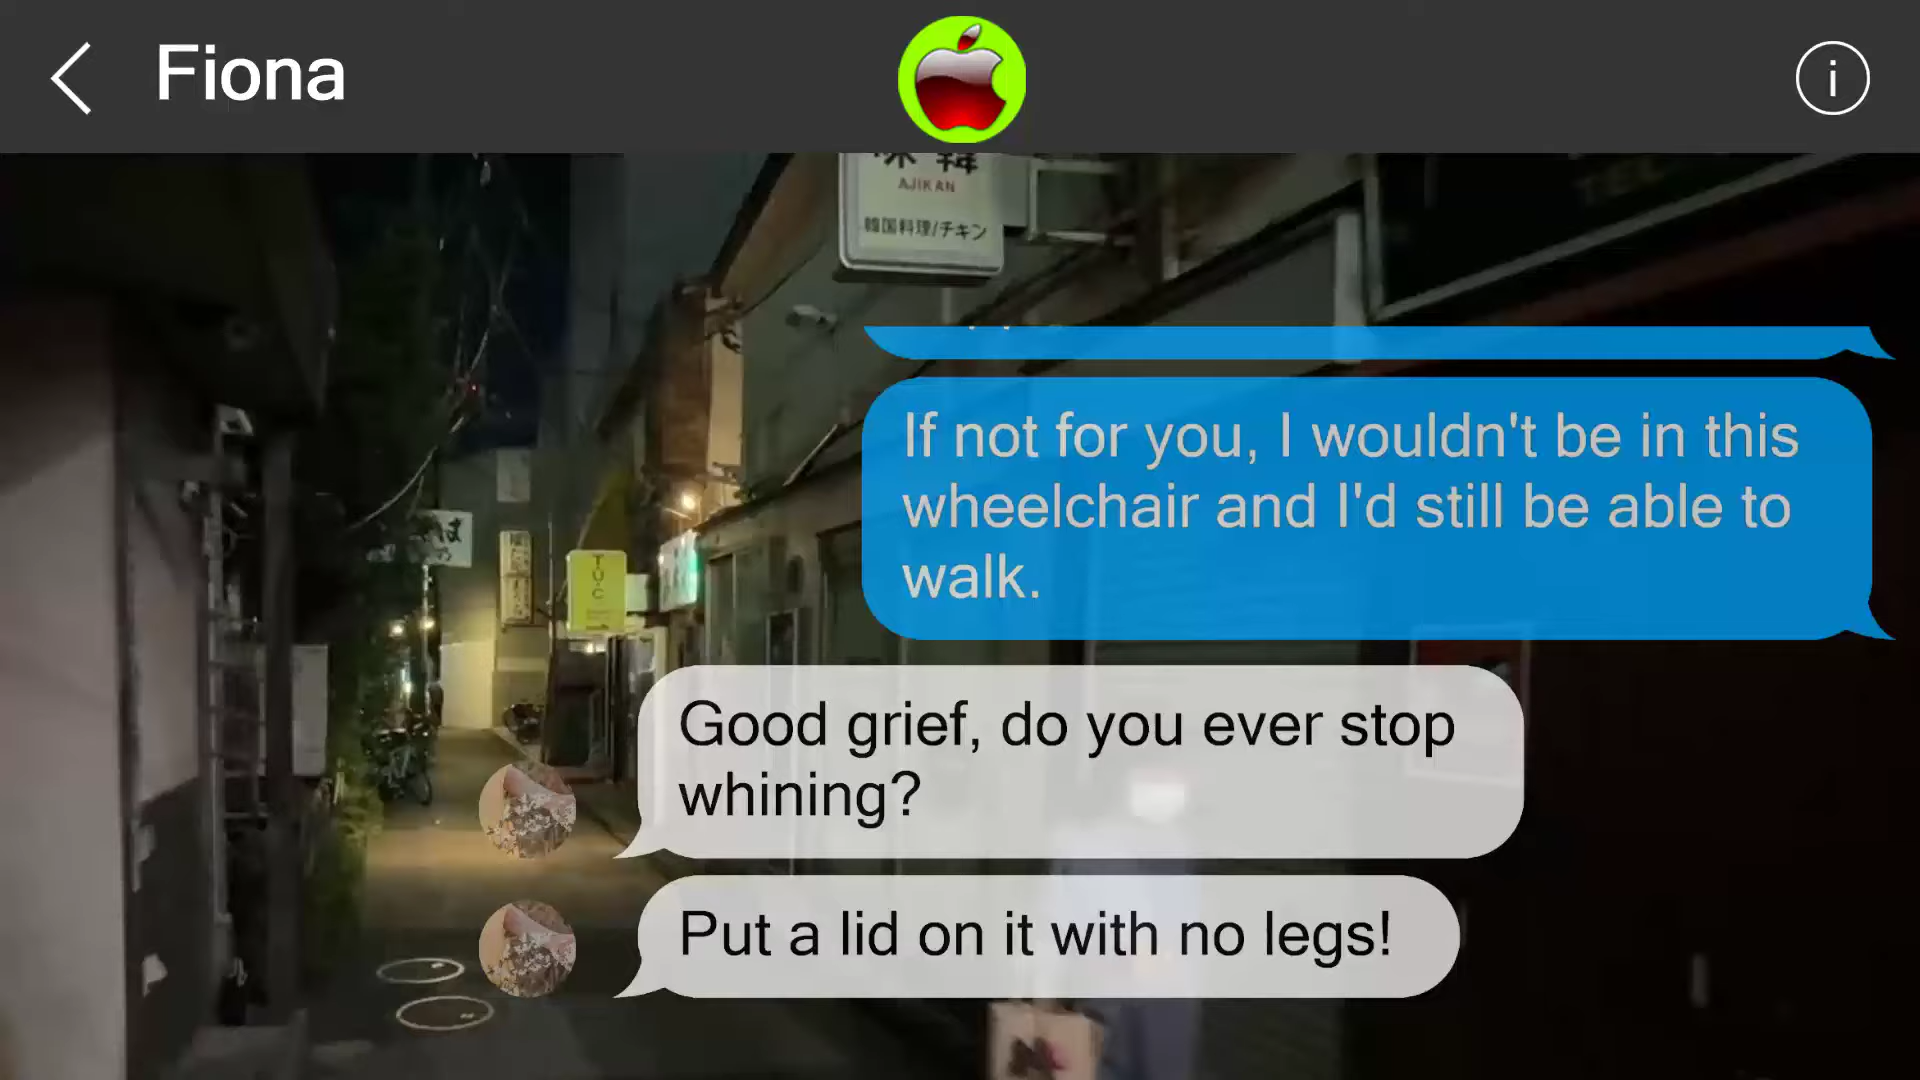 Fiona
AJIKAN
韓国料理/チキン
If not for you, I wouldn't be in this
wheelchair and I'd still be able to
walk.
Good grief, do you ever stop
whining?
Put a lid on it with no legs!